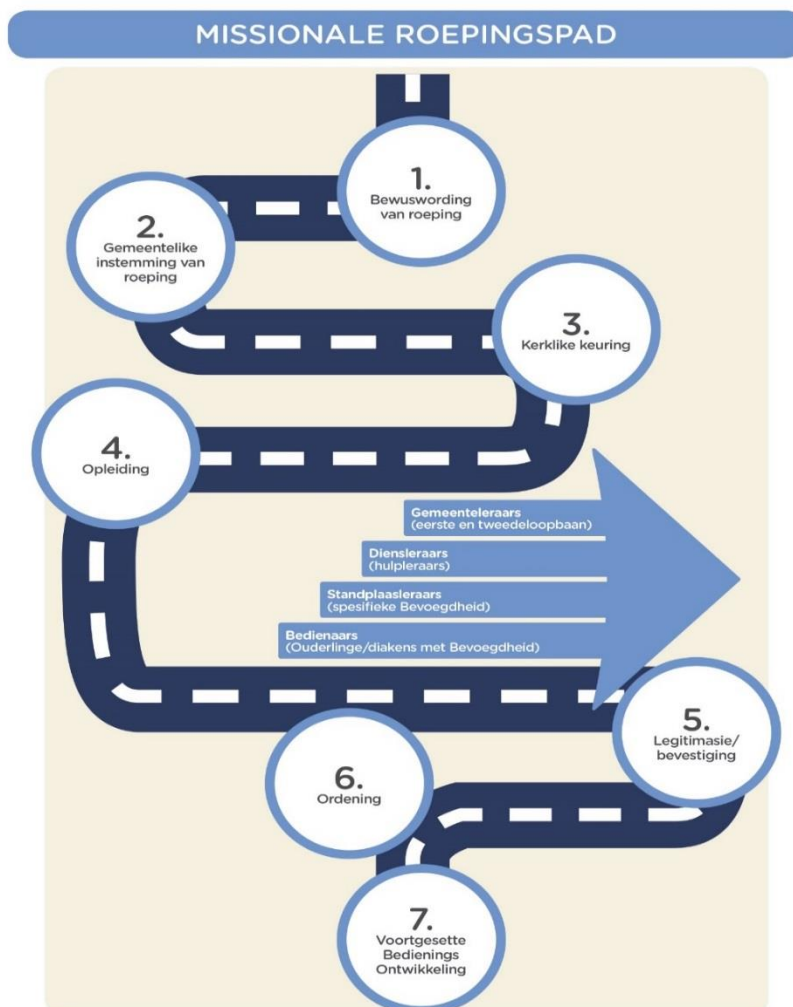 MISSIONALE ROEPINGSPAD
1.
Bewuswording
van roeping
2.
Gemeentelike
instemming van
roeping
3.
Kerklike keuring
4.
Opleiding
Gemeenteleraars
(eerste en tweedeloopbaan)
Diensleraars
(hulpleraars)
Standplaasleraars
(spesifieke Bevoegdheid)
Bedienaars
(Ouderlinge/diakens met Bevoegdheid)
5.
Legitimasie/
bevestiging
6.
Ordening
7.
Voortgesette
Bedienings
Ontwikkeling